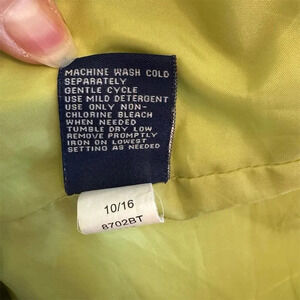 MACHINE WASH COLD
SEPARATELY
GENTLE CYCLE
USE MILD DETERGENT
USE ONLY NON-
CHLORINE BLEACH
WHEN NEEDED
TUMBLE DRY LOW
REMOVE PROMPTLY
IRON ON LOWEST
SETTING AS NEEDED
10/16
8702BT